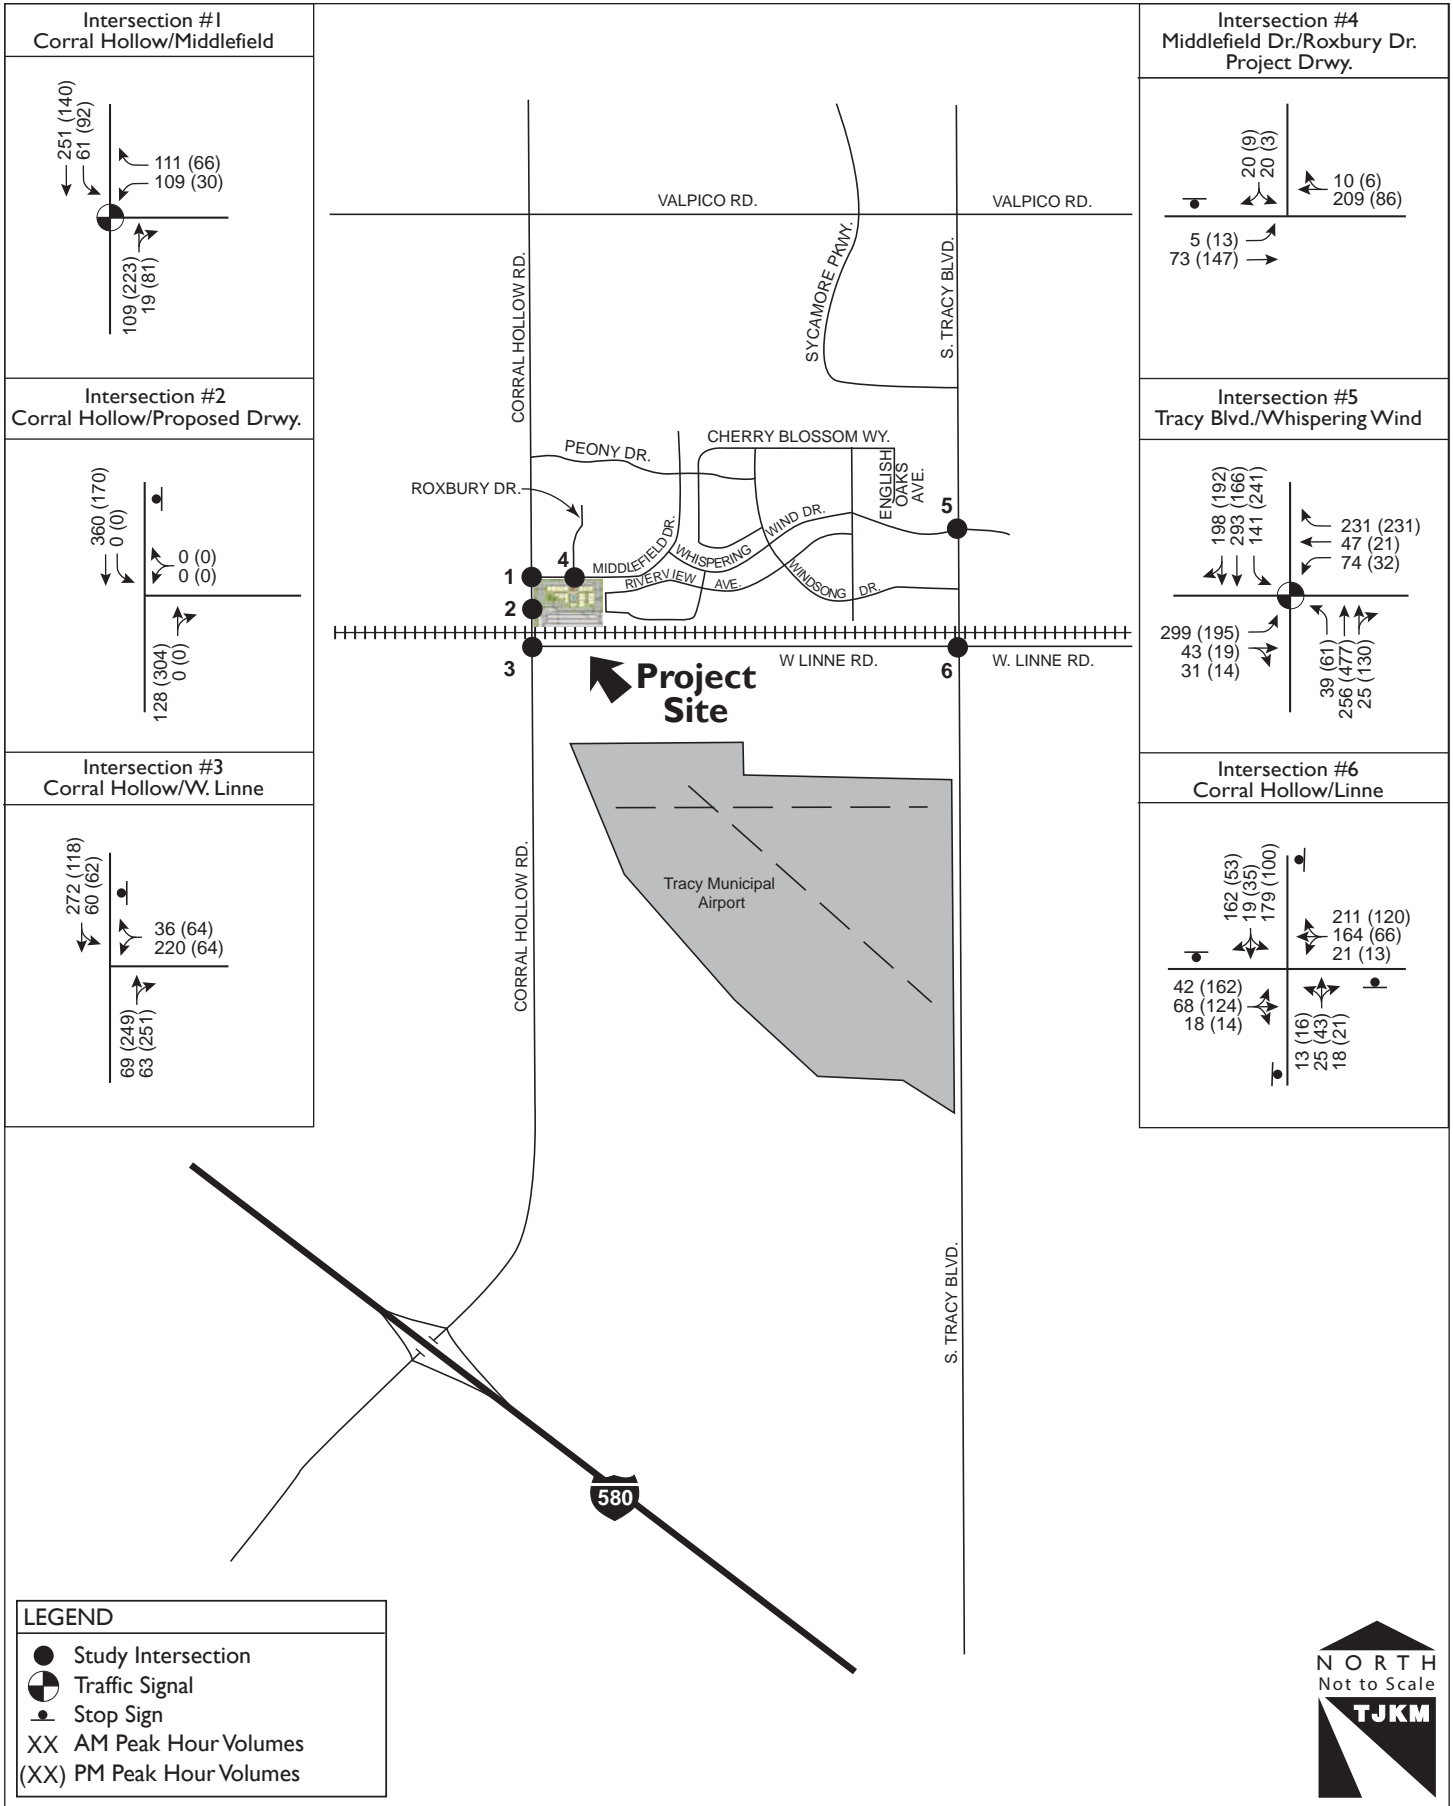 Intersection #1
Corral Hollow/Middlefield
251 (140)
61 (92)
111 (66)
109 (30)
109 (223)
19 (81)
Intersection #2
Corral Hollow/Proposed Drwy.
360 (170)
0 (0)
0 (0)
0 (0)
128 (304)
0 (0)
Intersection #3
Corral Hollow/W. Linne
272 (118)
60 (62)
36 (64)
220 (64)
69 (249)
63 (251)
VALPICO RD.
VALPICO RD.
CORRAL HOLLOW RD.
SYCAMORE PKWY.
S. TRACY BLVD.
PEONY DR.
CHERRY BLOSSOM WY.
ENGLISH
OAKS
AVE.
ROXBURY DR.
MIDDLEFIELD DR.
WHISPERING
WIND DR.
RIVERVIEW
AVE.
WINDSONG
DR.
1
4
2
5
3
6
W LINNE RD.
W. LINNE RD.
Project
Site
Tracy Municipal
Airport
CORRAL HOLLOW RD.
S. TRACY BLVD.
580
Intersection #4
Middlefield Dr./Roxbury Dr.
Project Drwy.
20 (9)
20 (3)
10 (6)
209 (86)
5 (13)
73 (147)
Intersection #5
Tracy Blvd./Whispering Wind
198 (192)
293 (166)
141 (241)
231 (231)
47 (21)
74 (32)
299 (195)
43 (19)
31 (14)
39 (61)
256 (477)
25 (130)
Intersection #6
Corral Hollow/Linne
162 (53)
19 (35)
179 (100)
211 (120)
164 (66)
21 (13)
42 (162)
68 (124)
18 (14)
13 (16)
25 (43)
18 (21)
LEGEND
Study Intersection
Traffic Signal
Stop Sign
XX AM Peak Hour Volumes
(XX) PM Peak Hour Volumes
NORTH
Not to Scale
TJKM